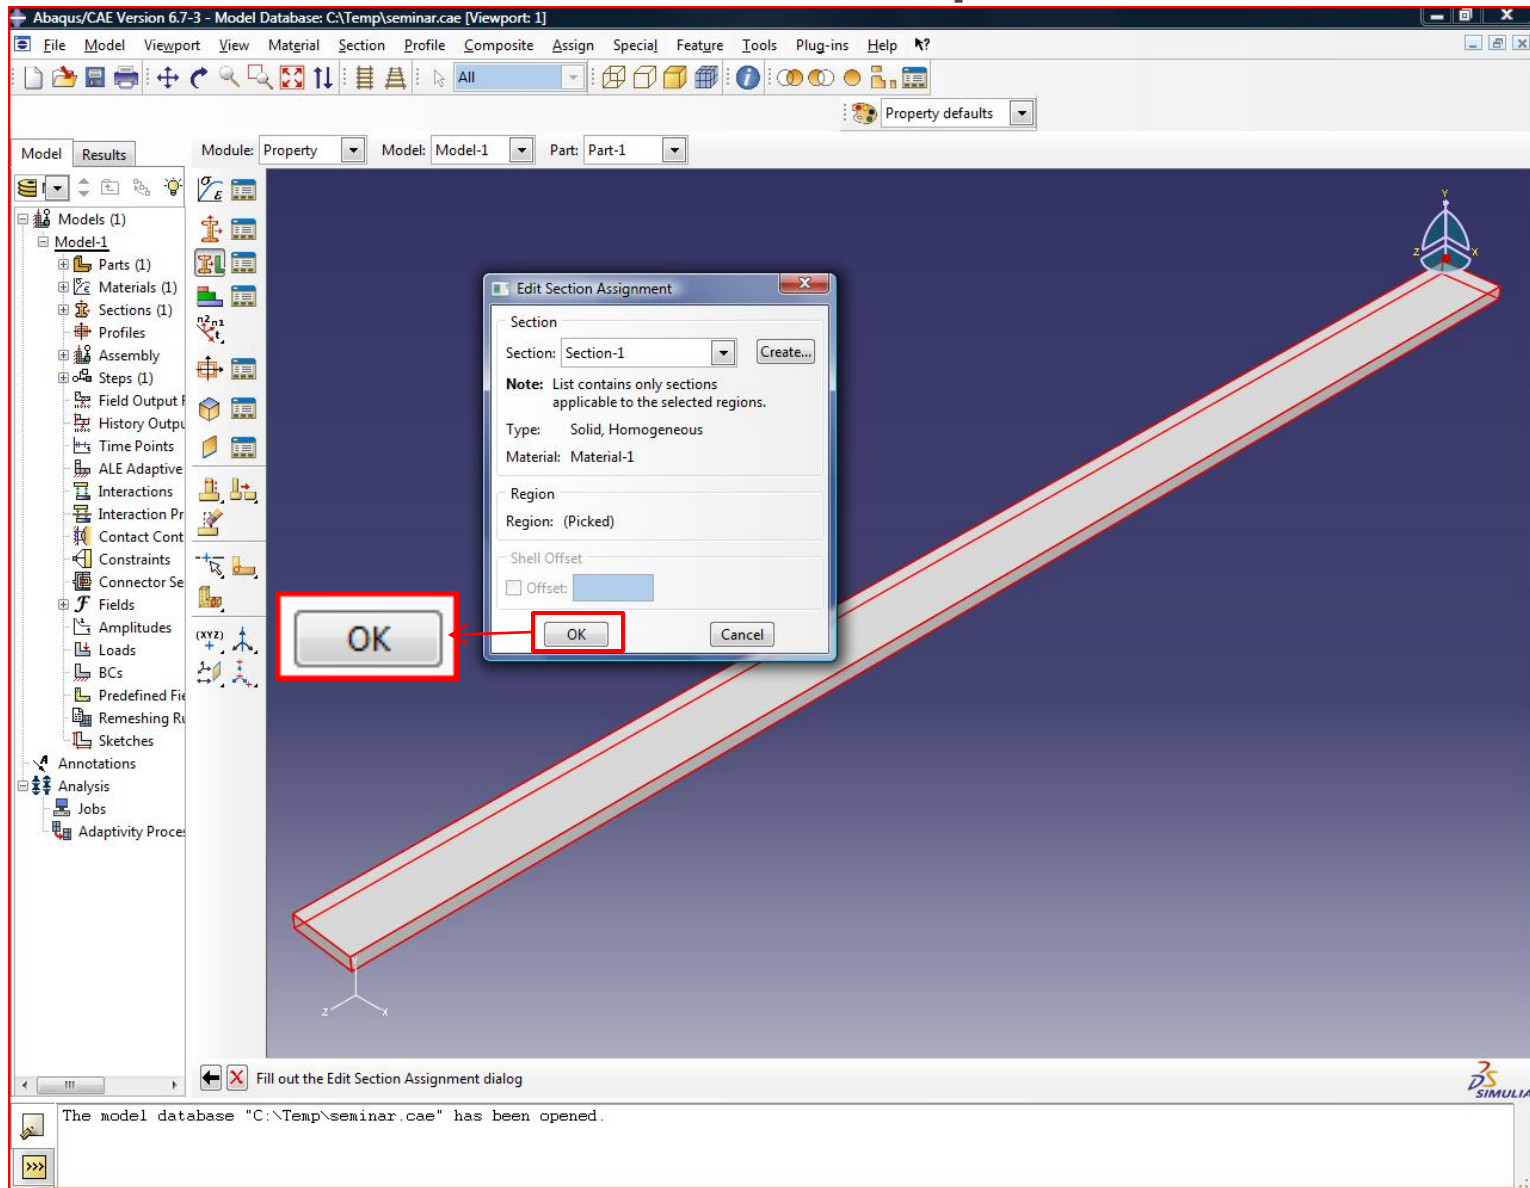 Abaqus/CAE Version 6.7-3 - Model Database: C:\Temp\seminar.cae [Viewport: 1]
File Model Viewport View Material Section Profile Composite Assign Special Feature Tools Plug-ins Help
All
Property defaults
Model Results
Module: Property Model: Model-1 Part: Part-1
Models (1)
Model-1
Parts (1)
Materials (1)
Sections (1)
Profiles
Assembly
Steps (1)
Field Output
History Outpu
Time Points
ALE Adaptive
Interactions
Interaction Pr
Contact Cont
Constraints
Connector Se
Fields
Amplitudes
Loads
BCs
Predefined Fie
Remeshing Ru
Sketches
Annotations
Analysis
Jobs
Adaptivity Proce
Edit Section Assignment
Section
Section: Section-1 Create...
Note: List contains only sections
applicable to the selected regions.
Type: Solid, Homogeneous
Material: Material-1
Region
Region: (Picked)
Shell Offset
Offset:
OK Cancel
OK
Y
Z X
Y
Z X
Fill out the Edit Section Assignment dialog
SIMULIA
The model database "C:\Temp\seminar.cae" has been opened.
>>>